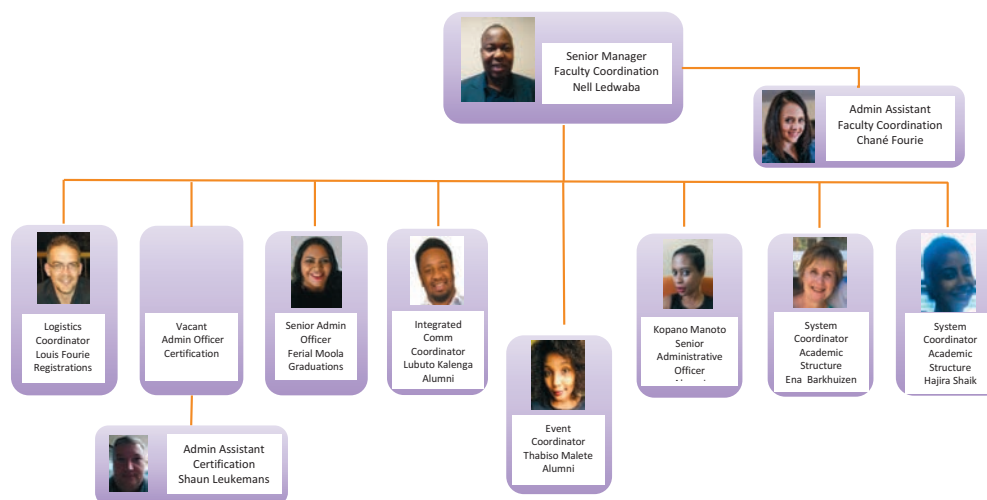 Senior Manager
Faculty Coordination
Nell Ledwaba
Admin Assistant
Faculty Coordination
Chané Fourie
Logistics
Coordinator
Louis Fourie
Registrations
Vacant
Admin Officer
Certification
Senior Admin
Officer
Ferial Moola
Graduations
Integrated
Comm
Coordinator
Lubuto Kalenga
Alumni
Kopano Manoto
Senior
Administrative
Officer
System
Coordinator
Academic
Structure
Ena Barkhuizen
System
Coordinator
Academic
Structure
Hajira Shaik
Event
Coordinator
Thabiso Malete
Alumni
Admin Assistant
Certification
Shaun Leukemans